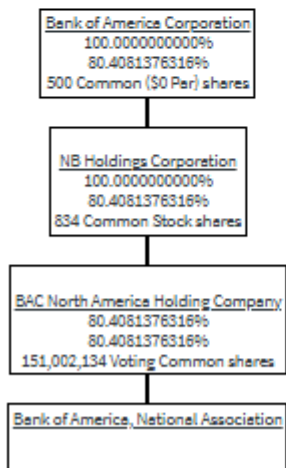 Bank of America Corporation
100.0000000000%
80.4081376316%
500 Common ($0 Par) shares
NB Holdings Corporation
100.0000000000%
80.4081376316%
834 Common Stock shares
BAC North America Holding Company
80.4081376316%
80.4081376316%
151,002,134 Voting Common shares
Bank of America, National Association